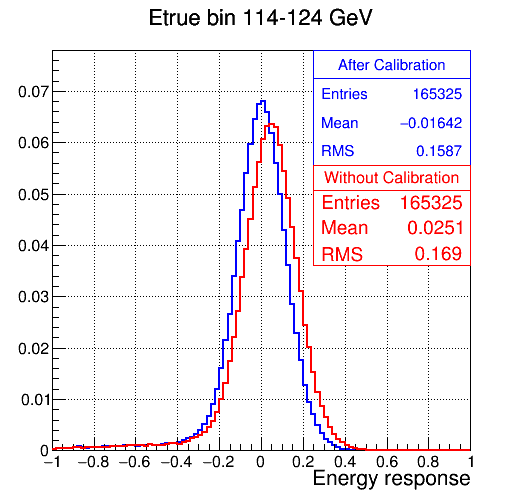 Etrue bin 114-124 GeV
After Calibration
Entries 165325
Mean −0.01642
RMS 0.1587
Without Calibration
Entries 165325
Mean 0.0251
RMS 0.169
0.07
0.06
0.05
0.04
0.03
0.02
0.01
0
−1 −0.8 −0.6 −0.4 −0.2 0 0.2 0.4 0.6 0.8 1
Energy response